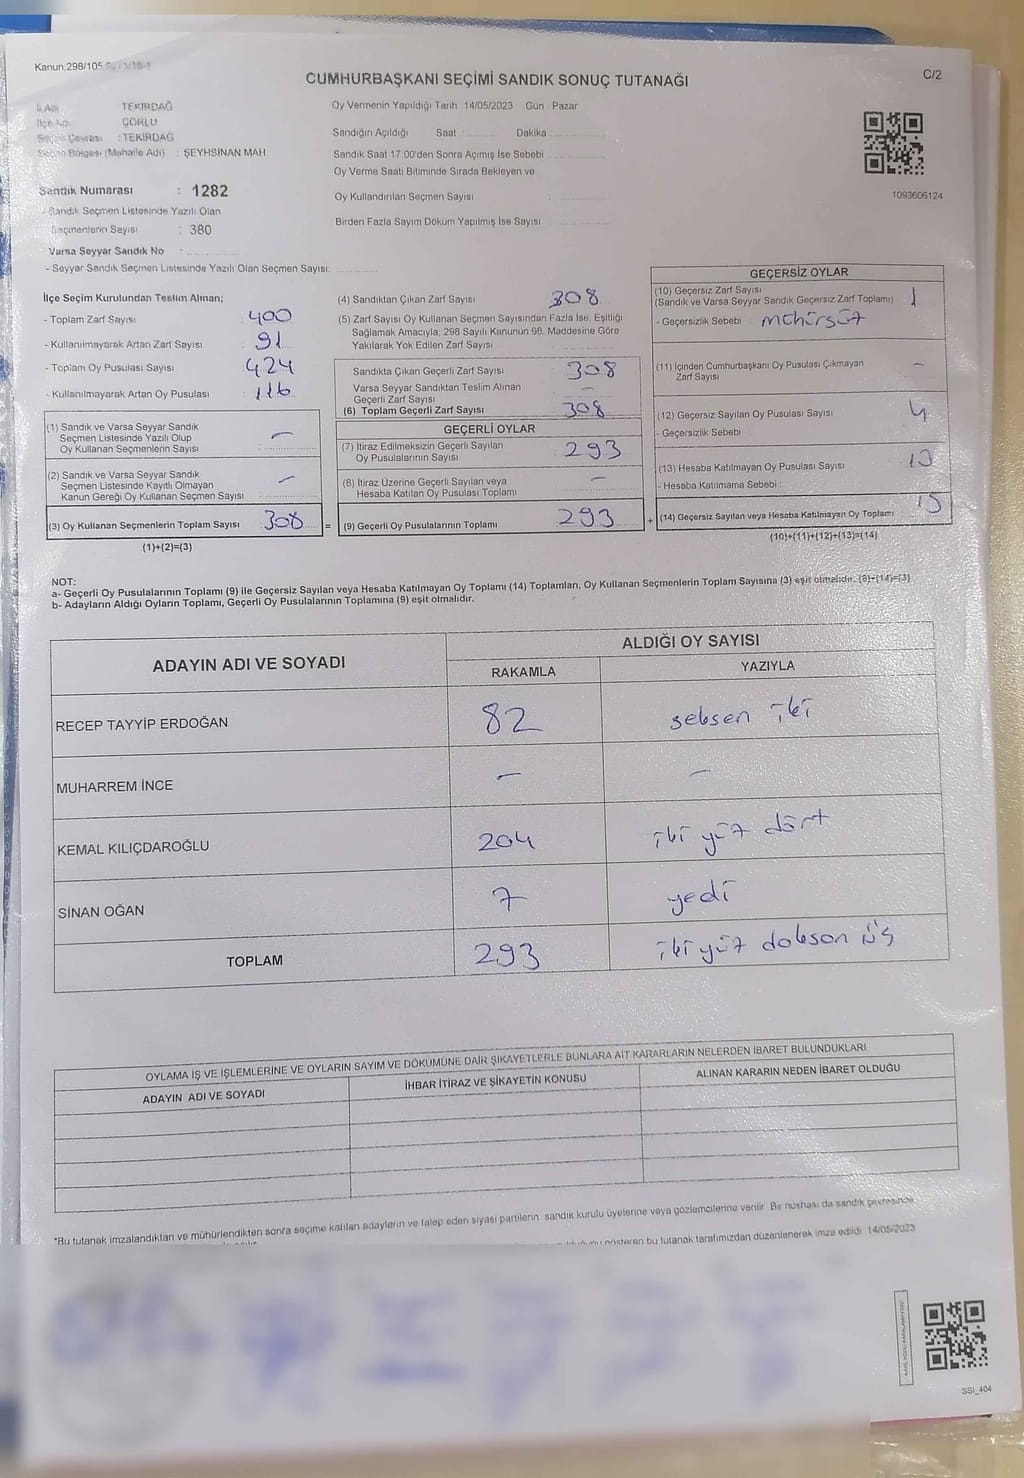 Kanun:298/105
CUMHURBAŞKANI SEÇİMİ SANDIK SONUÇ TUTANAĞI
C/2
İl Adı TEKİRDAĞ
İlçe Adı ÇORLU
Seçim Çevresi : TEKİRDAĞ
Seçim Bölgesi (Mahalle Adı) : ŞEYHSİNAN MAH.
Sandık Numarası : 1282
- Sandık Seçmen Listesinde Yazılı Olan
Seçmenlerin Sayısı : 380
Varsa Seyyar Sandık No :
- Seyyar Sandık Seçmen Listesinde Yazılı Olan Seçmen Sayısı:
Oy Vermenin Yapıldığı Tarih 14/05/2023 Gün Pazar
Sandığın Açıldığı Saat : Dakika
Sandık Saat 17:00'den Sonra Açımış İse Sebebi
Oy Verme Saati Bitiminde Sırada Bekleyen ve
Oy Kullandırılan Seçmen Sayısı :
Birden Fazla Sayım Döküm Yapılmış İse Sayısı
1093606124
İlçe Seçim Kurulundan Teslim Alınan;
- Toplam Zarf Sayısı : 400
- Kullanılmayarak Artan Zarf Sayısı : 91
- Toplam Oy Pusulası Sayısı : 424
- Kullanılmayarak Artan Oy Pusulası : 116
(1) Sandık ve Varsa Seyyar Sandık
Seçmen Listesinde Yazılı Olup
Oy Kullanan Seçmenlerin Sayısı : -
(2) Sandık ve Varsa Seyyar Sandık
Seçmen Listesinde Kayıtlı Olmayan
Kanun Gereği Oy Kullanan Seçmen Sayısı : -
(3) Oy Kullanan Seçmenlerin Toplam Sayısı 308
(1)+(2)=(3)
(4) Sandıktan Çıkan Zarf Sayısı 308
(5) Zarf Sayısı Oy Kullanan Seçmen Sayısından Fazla İse, Eşitliği
Sağlamak Amacıyla, 298 Sayılı Kanunun 98. Maddesine Göre
Yakılarak Yok Edilen Zarf Sayısı
Sandıkta Çıkan Geçerli Zarf Sayısı 308
Varsa Seyyar Sandıktan Teslim Alınan
Geçerli Zarf Sayısı -
(6) Toplam Geçerli Zarf Sayısı 308
GEÇERLİ OYLAR
(7) İtiraz Edilmeksizin Geçerli Sayılan
Oy Pusulalarının Sayısı 293
(8) İtiraz Üzerine Geçerli Sayılan veya
Hesaba Katılan Oy Pusulası Toplamı -
= (9) Geçerli Oy Pusulalarının Toplamı 293 +
GEÇERSİZ OYLAR
(10) Geçersiz Zarf Sayısı
(Sandık ve Varsa Seyyar Sandık Geçersiz Zarf Toplamı) 1
- Geçersizlik Sebebi : mühürsüz
(11) İçinden Cumhurbaşkanı Oy Pusulası Çıkmayan
Zarf Sayısı -
(12) Geçersiz Sayılan Oy Pusulası Sayısı 4
- Geçersizlik Sebebi :
(13) Hesaba Katılmayan Oy Pusulası Sayısı
- Hesaba Katılmama Sebebi :
(14) Geçersiz Sayılan veya Hesaba Katılmayan Oy Toplamı 15
(10)+(11)+(12)+(13)=(14)
NOT:
a- Geçerli Oy Pusulalarının Toplamı (9) ile Geçersiz Sayılan veya Hesaba Katılmayan Oy Toplamı (14) Toplamları, Oy Kullanan Seçmenlerin Toplam Sayısına (3) eşit olmalıdır. (9)+(14)=(3)
b- Adayların Aldığı Oyların Toplamı, Geçerli Oy Pusulalarının Toplamına (9) eşit olmalıdır.
ADAYIN ADI VE SOYADI
ALDIĞI OY SAYISI
RAKAMLA YAZIYLA
RECEP TAYYİP ERDOĞAN 82 seksen iki
MUHARREM İNCE - -
KEMAL KILIÇDAROĞLU 204 iki yüz dört
SİNAN OĞAN 7 yedi
TOPLAM 293 iki yüz doksan üç
OYLAMA İŞ VE İŞLEMLERİNE VE OYLARIN SAYIM VE DÖKÜMÜNE DAİR ŞİKAYETLERLE BUNLARA AİT KARARLARIN NELERDEN İBARET BULUNDUKLARI
ADAYIN ADI VE SOYADI İHBAR İTİRAZ VE ŞİKAYETİN KONUSU ALINAN KARARIN NEDEN İBARET OLDUĞU
*Bu tutanak imzalandıktan ve mühürlendikten sonra seçime katılan adayların ve talep eden siyasi partilerin sandık kurulu üyelerine veya gözlemcilerine verilir. Bir nüshası da sandık çevresinde
gösteren bu tutanak tarafımızdan düzenlenerek imza edildi. 14/05/2023
SSI_404